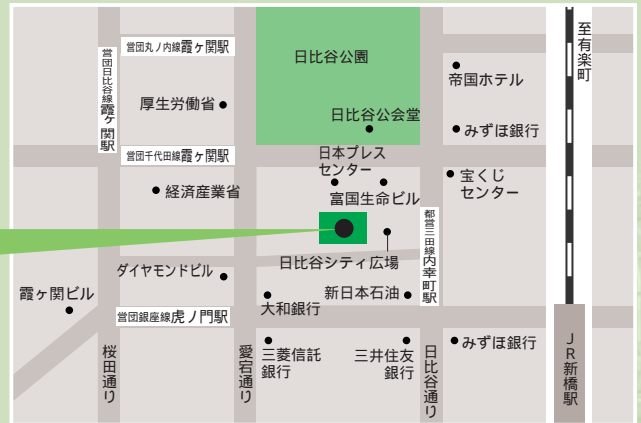 営団丸ノ内線霞ヶ関駅
営団日比谷線霞ヶ関駅
日比谷公園
至有楽町
帝国ホテル
厚生労働省
日比谷公会堂
みずほ銀行
営団千代田線霞ヶ関駅
日本プレス
センター
宝くじ
センター
経済産業省
富国生命ビル
都営三田線内幸町駅
日比谷シティ広場
ダイヤモンドビル
霞ヶ関ビル
新日本石油
大和銀行
営団銀座線虎ノ門駅
桜田通り
愛宕通り
三菱信託
銀行
三井住友
銀行
日比谷通り
みずほ銀行
JR新橋駅